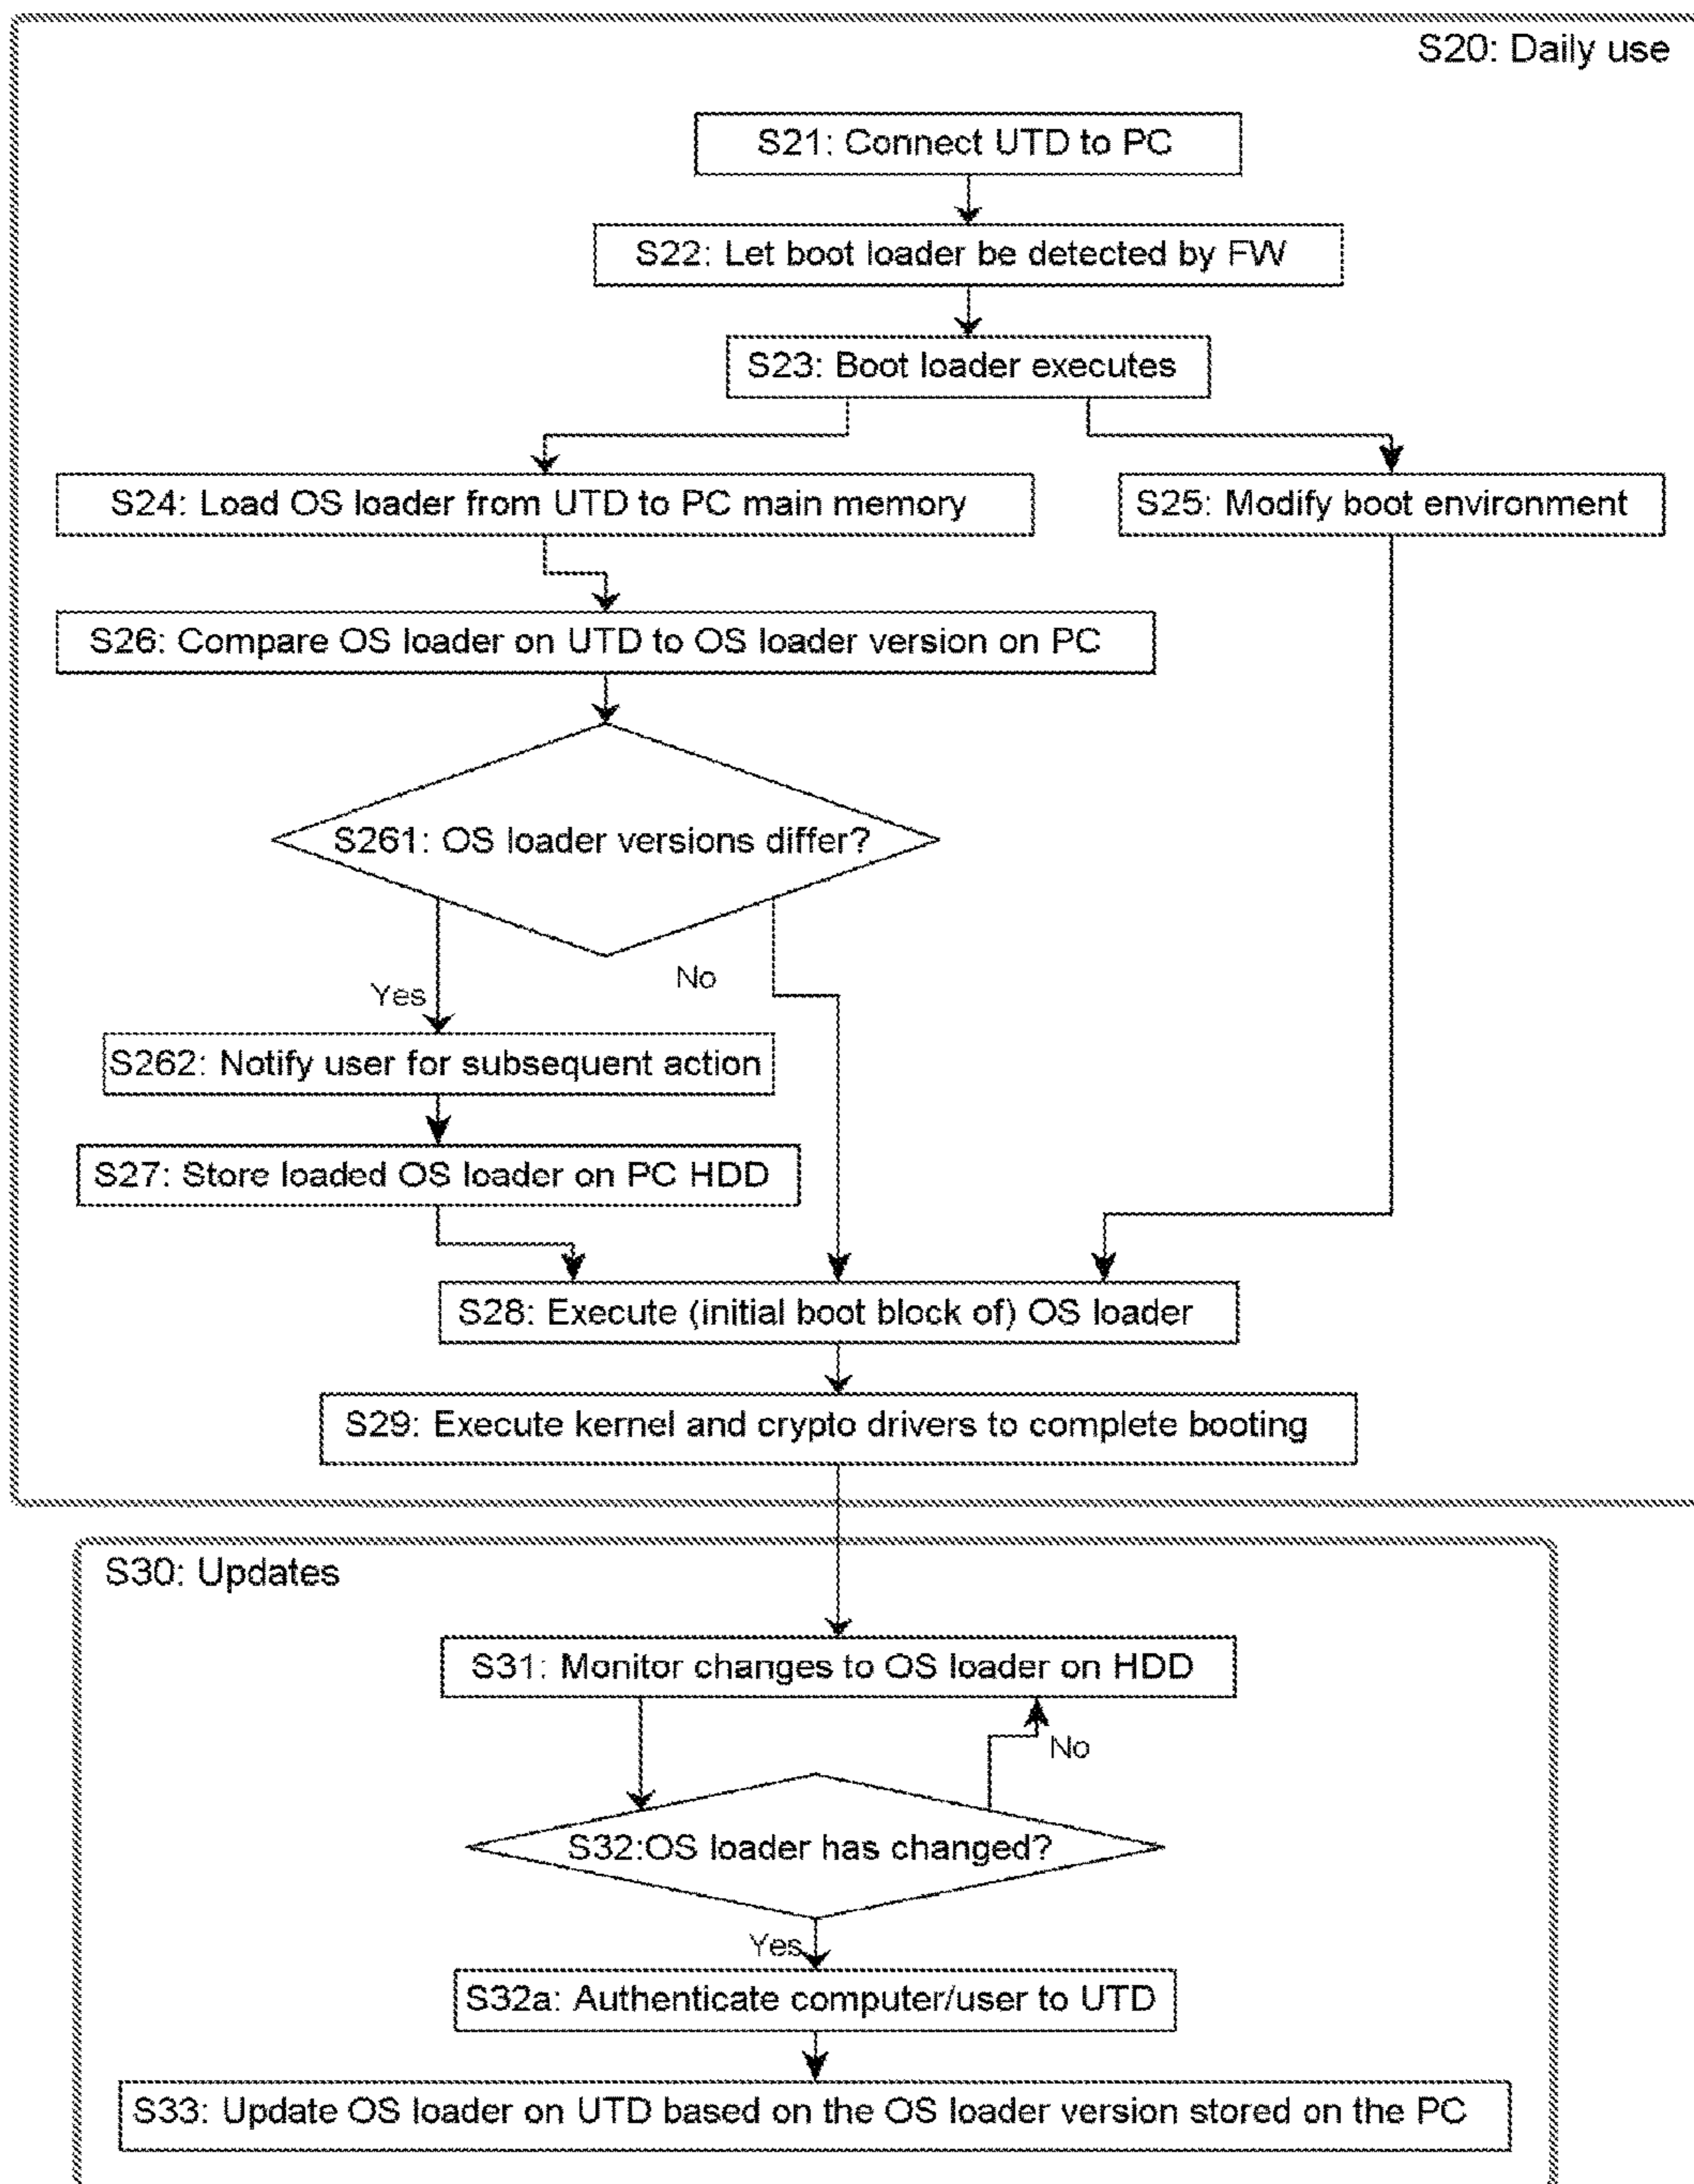 S20: Daily use
S21: Connect UTD to PC
S22: Let boot loader be detected by FW
S23: Boot loader executes
S24: Load OS loader from UTD to PC main memory
S25: Modify boot environment
S26: Compare OS loader on UTD to OS loader version on PC
S261: OS loader versions differ?
No
Yes
S262: Notify user for subsequent action
S27: Store loaded OS loader on PC HDD
S28: Execute (initial boot block of) OS loader
S29: Execute kernel and crypto drivers to complete booting
S30: Updates
S31: Monitor changes to OS loader on HDD
No
S32:OS loader has changed?
Yes
S32a: Authenticate computer/user to UTD
S33: Update OS loader on UTD based on the OS loader version stored on the PC